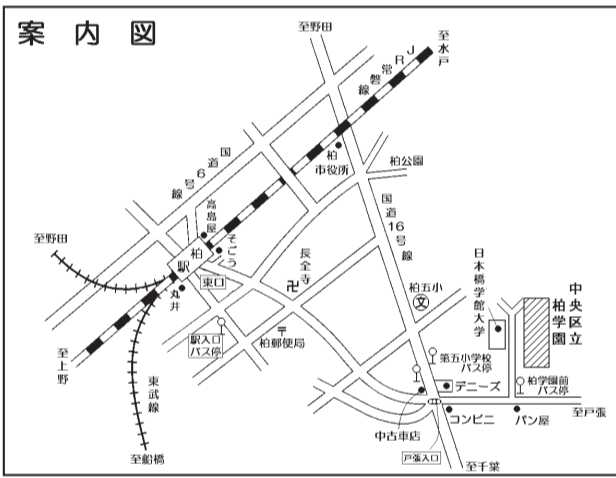 案内図
至野田
至水戸
JR常磐線
国道6号線
柏
市役所
柏公園
高島屋
そごう
国道16号線
至野田
柏駅
東口
長全寺
卍
丸井
柏五小
文
日本橋学館大学
中央区立
柏学園
駅入口
バス停
〒
柏郵便局
第五小学校
バス停
至上野
東武線
デニーズ
柏学園前
バス停
至戸張
コンビニ
パン屋
中古車店
戸張入口
至船橋
至千葉